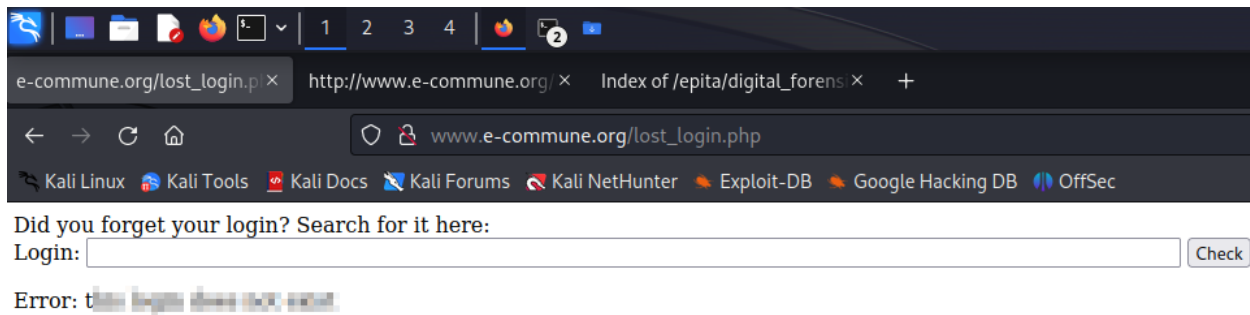 1 2 3 4 2
e-commune.org/lost_login.p × http://www.e-commune.org/ × Index of /epita/digital_forens × +
www.e-commune.org/lost_login.php
Kali Linux Kali Tools Kali Docs Kali Forums Kali NetHunter Exploit-DB Google Hacking DB OffSec
Did you forget your login? Search for it here:
Login: Check
Error: